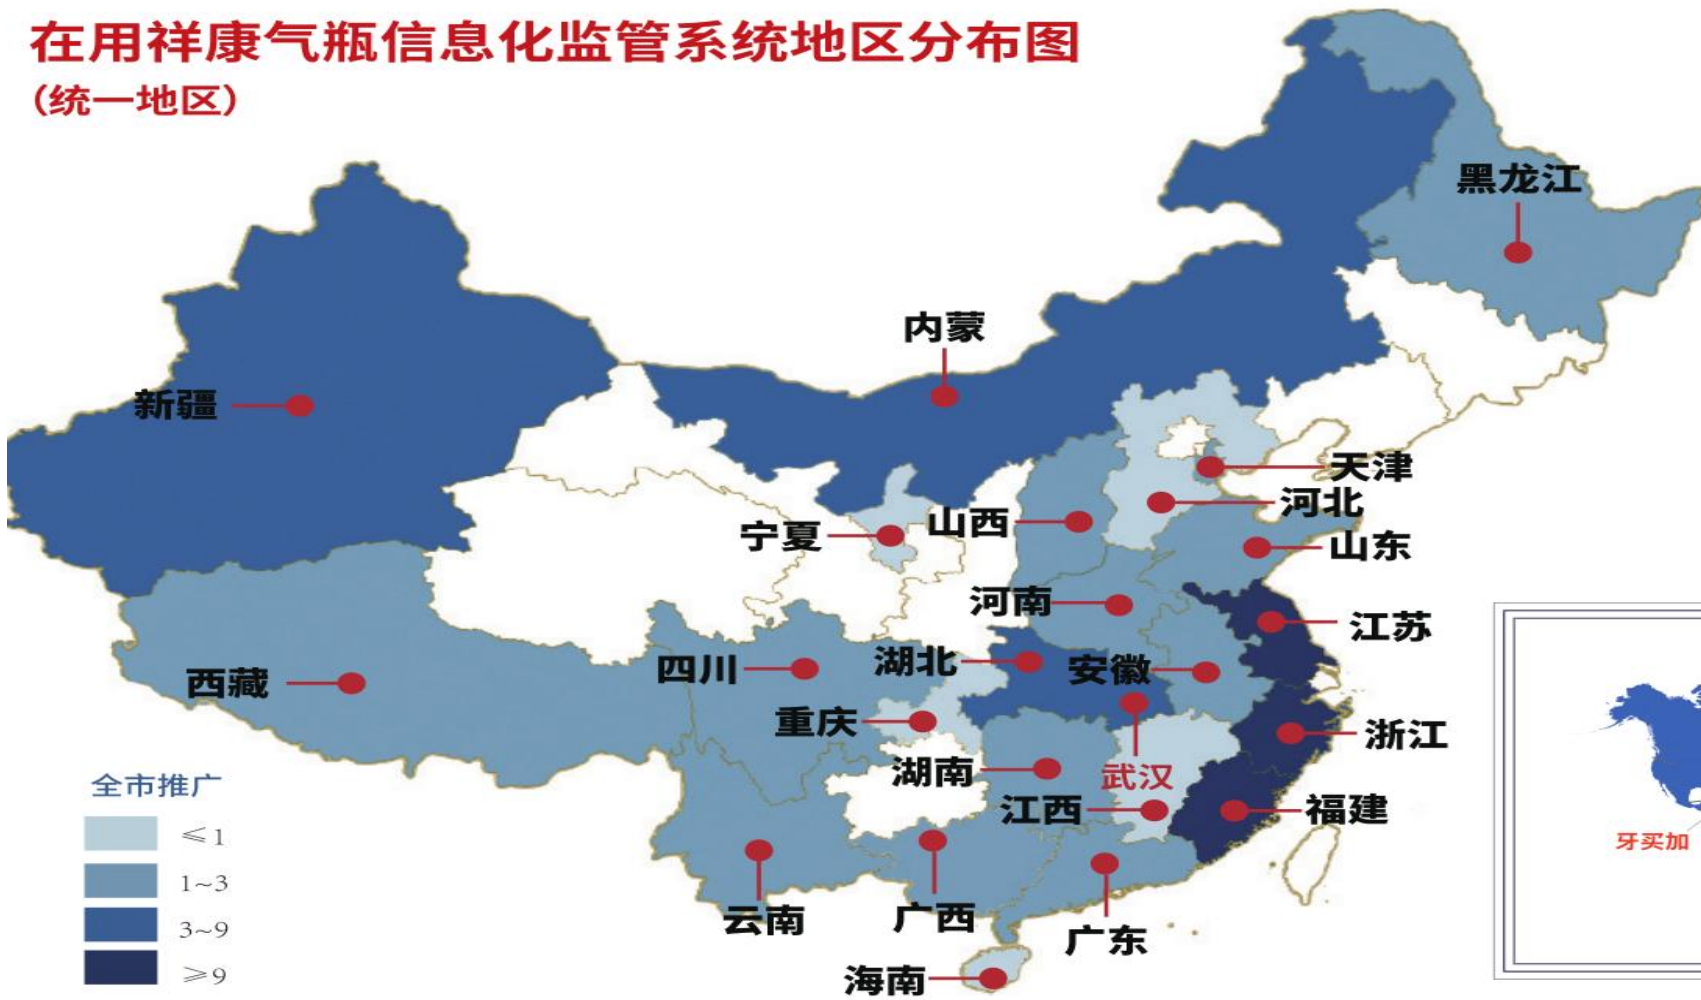 在用祥康气瓶信息化监管系统地区分布图
(统一地区)
黑龙江
内蒙
新疆
天津
河北
宁夏
山西
山东
河南
江苏
西藏
四川
湖北
安徽
重庆
浙江
湖南
武汉
江西
福建
牙买加
云南
广西
广东
海南
全市推广
≤1
1~3
3~9
≥9